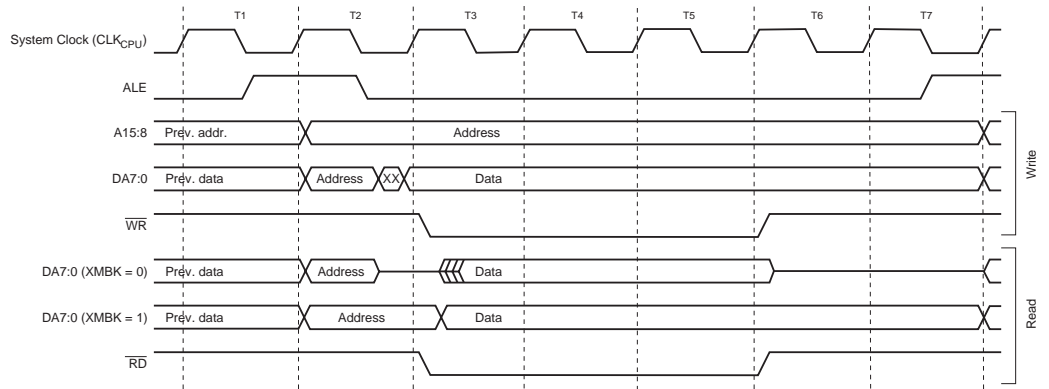 T1 T2 T3 T4 T5 T6 T7
System Clock (CLKCPU)
ALE
A15:8 Prev. addr. Address
DA7:0 Prev. data Address XX Data
WR
Write
DA7:0 (XMBK = 0) Prev. data Address Data
DA7:0 (XMBK = 1) Prev. data Address Data
RD
Read